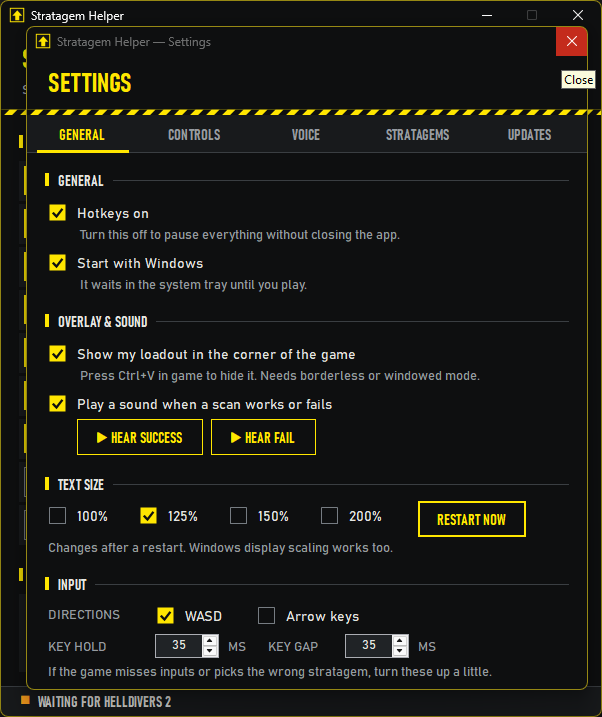 Stratagem Helper
Stratagem Helper — Settings
SETTINGS
Close
GENERAL CONTROLS VOICE STRATAGEMS UPDATES
GENERAL
Hotkeys on
Turn this off to pause everything without closing the app.
Start with Windows
It waits in the system tray until you play.
OVERLAY & SOUND
Show my loadout in the corner of the game
Press Ctrl+V in game to hide it. Needs borderless or windowed mode.
Play a sound when a scan works or fails
HEAR SUCCESS HEAR FAIL
TEXT SIZE
100% 125% 150% 200% RESTART NOW
Changes after a restart. Windows display scaling works too.
INPUT
DIRECTIONS WASD Arrow keys
KEY HOLD 35 MS KEY GAP 35 MS
If the game misses inputs or picks the wrong stratagem, turn these up a little.
WAITING FOR HELLDIVERS 2